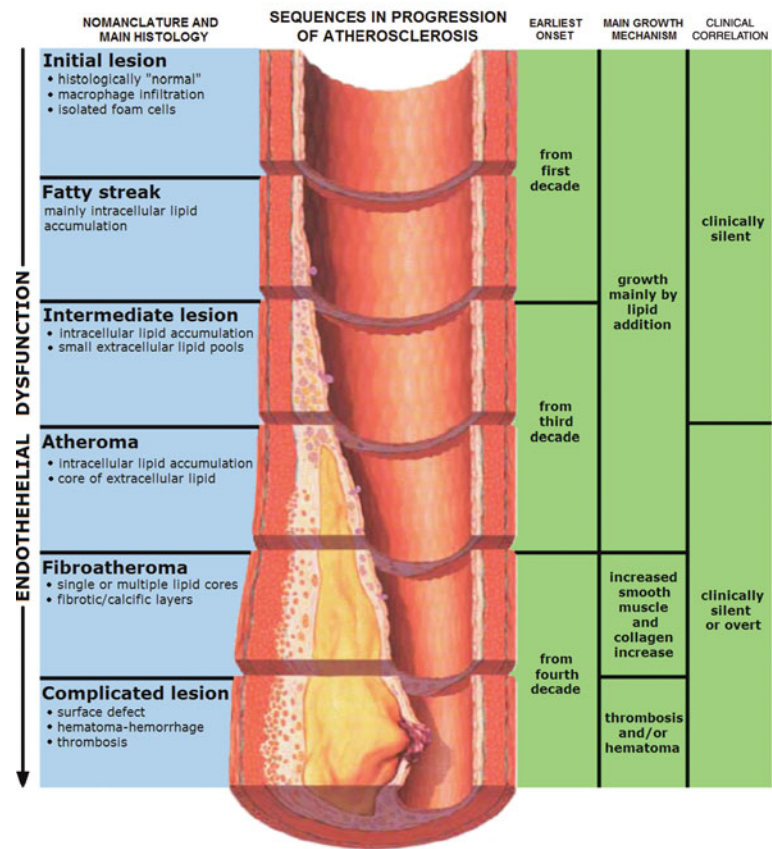 NOMANCLATURE AND
MAIN HISTOLOGY
SEQUENCES IN PROGRESSION
OF ATHEROSCLEROSIS
EARLIEST
ONSET
MAIN GROWTH
MECHANISM
CLINICAL
CORRELATION
ENDOTHEHELIAL DYSFUNCTION
Initial lesion
• histologically "normal"
• macrophage infiltration
• isolated foam cells
Fatty streak
mainly intracellular lipid
accumulation
Intermediate lesion
• intracellular lipid accumulation
• small extracellular lipid pools
Atheroma
• intracellular lipid accumulation
• core of extracellular lipid
Fibroatheroma
• single or multiple lipid cores
• fibrotic/calcific layers
Complicated lesion
• surface defect
• hematoma-hemorrhage
• thrombosis
from
first
decade
from
third
decade
from
fourth
decade
growth
mainly by
lipid
addition
increased
smooth
muscle
and
collagen
increase
thrombosis
and/or
hematoma
clinically
silent
clinically
silent
or overt